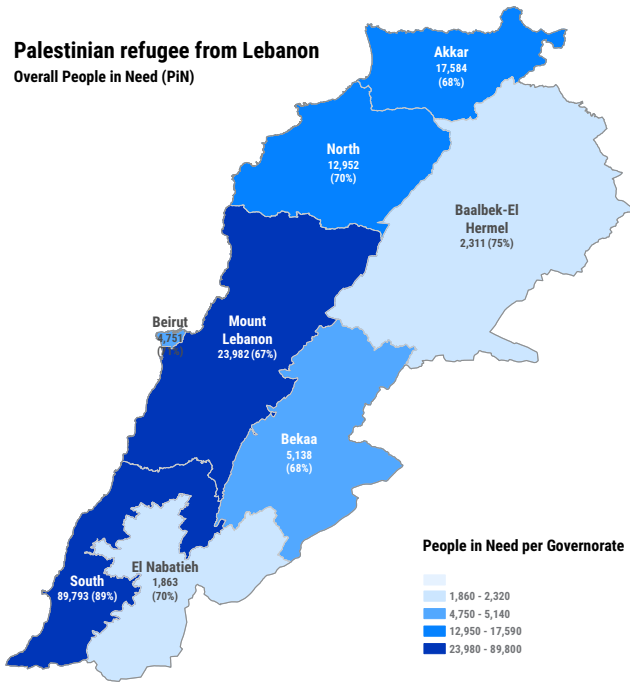 Palestinian refugee from Lebanon
Overall People in Need (PiN)
Akkar
17,584
(68%)
North
12,952
(70%)
Baalbek-El
Hermel
2,311 (75%)
Beirut
4,751
Mount
Lebanon
23,982 (67%)
Bekaa
5,138
(68%)
El Nabatieh
1,863
(70%)
South
89,793 (89%)
People in Need per Governorate
1,860 - 2,320
4,750 - 5,140
12,950 - 17,590
23,980 - 89,800